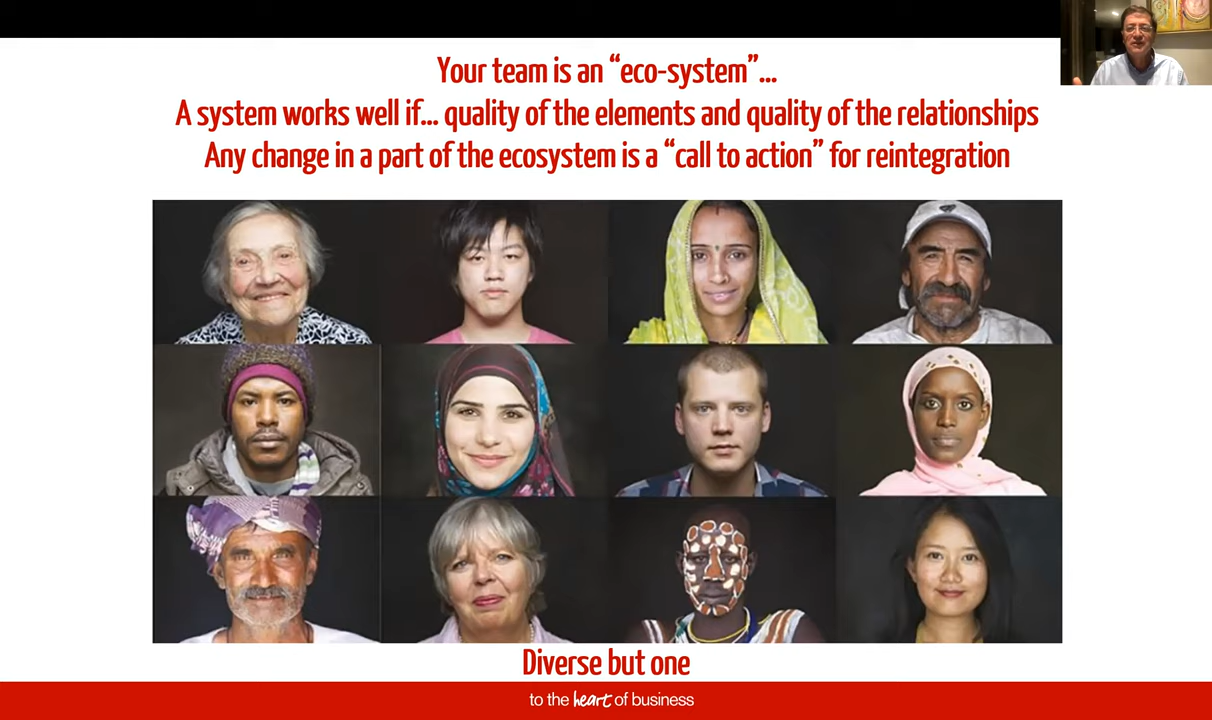 Your team is an “eco-system”...
A system works well if... quality of the elements and quality of the relationships
Any change in a part of the ecosystem is a “call to action” for reintegration
Diverse but one
to the heart of business